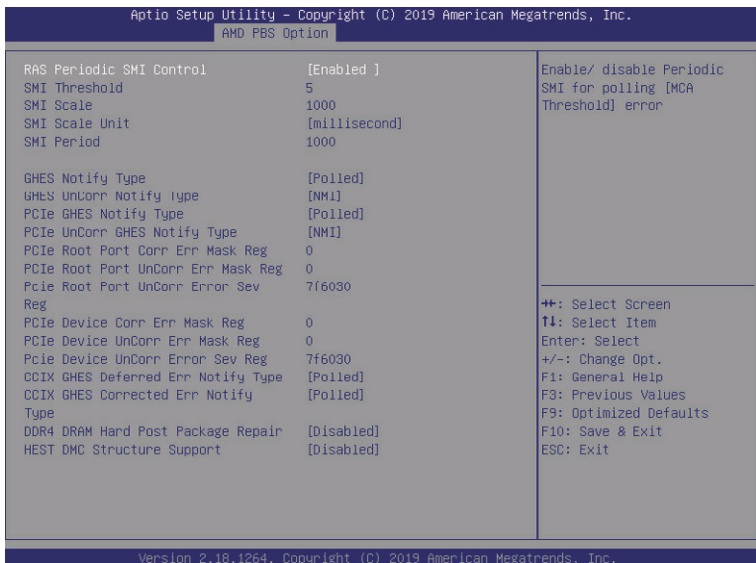 Aptio Setup Utility – Copyright (C) 2019 American Megatrends, Inc.
AMD PBS Option
RAS Periodic SMI Control [Enabled ]
SMI Threshold 5
SMI Scale 1000
SMI Scale Unit [millisecond]
SMI Period 1000
GHES Notify Type [Polled]
GHES UnCorr Notify Type [NMI]
PCIe GHES Notify Type [Polled]
PCIe UnCorr GHES Notify Type [NMI]
PCIe Root Port Corr Err Mask Reg 0
PCIe Root Port UnCorr Err Mask Reg 0
Pcie Root Port UnCorr Error Sev 7f6030
Reg
PCIe Device Corr Err Mask Reg 0
PCIe Device UnCorr Err Mask Reg 0
Pcie Device UnCorr Error Sev Reg 7f6030
CCIX GHES Deferred Err Notify Type [Polled]
CCIX GHES Corrected Err Notify [Polled]
Type
DDR4 DRAM Hard Post Package Repair [Disabled]
HEST DMC Structure Support [Disabled]
Enable/ disable Periodic
SMI for polling [MCA
Threshold] error
→←: Select Screen
↑↓: Select Item
Enter: Select
+/-: Change Opt.
F1: General Help
F3: Previous Values
F9: Optimized Defaults
F10: Save & Exit
ESC: Exit
Version 2.18.1264. Copyright (C) 2019 American Megatrends, Inc.